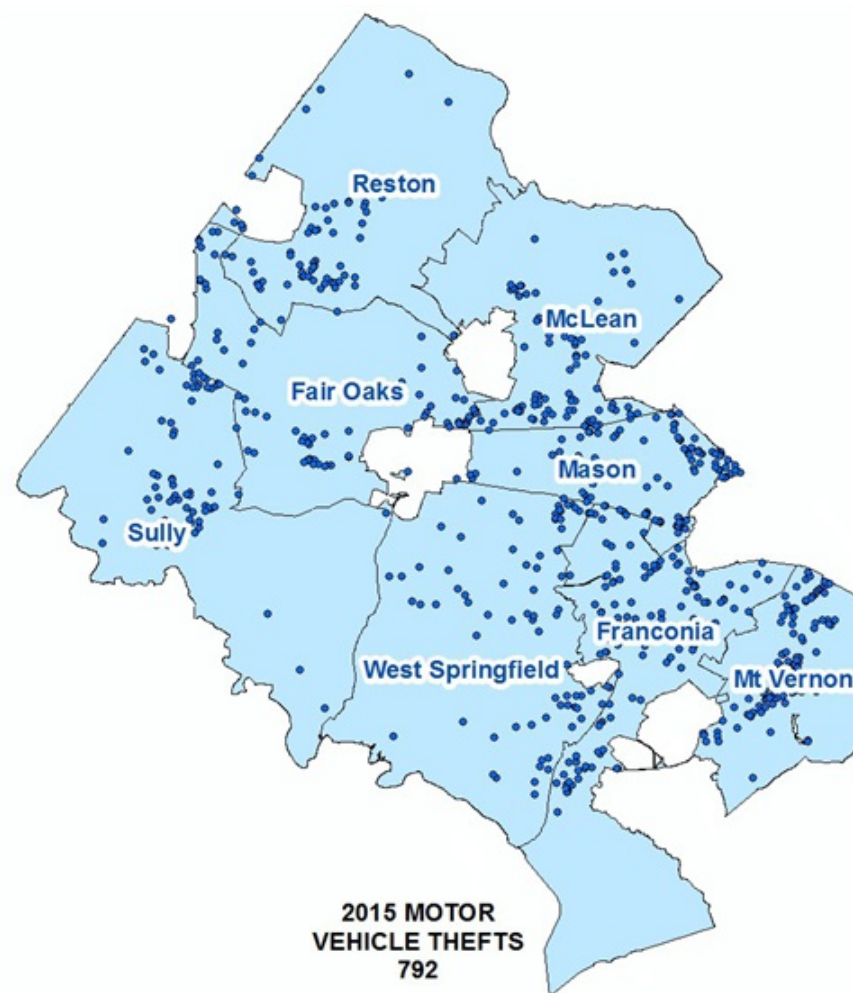 Reston
McLean
Fair Oaks
Mason
Sully
Franconia
West Springfield
Mt Vernon
2015 MOTOR
VEHICLE THEFTS
792